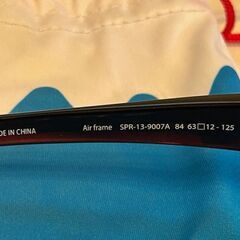 DE IN CHINA Air frame SPR-13-9007A 84 63□12-125